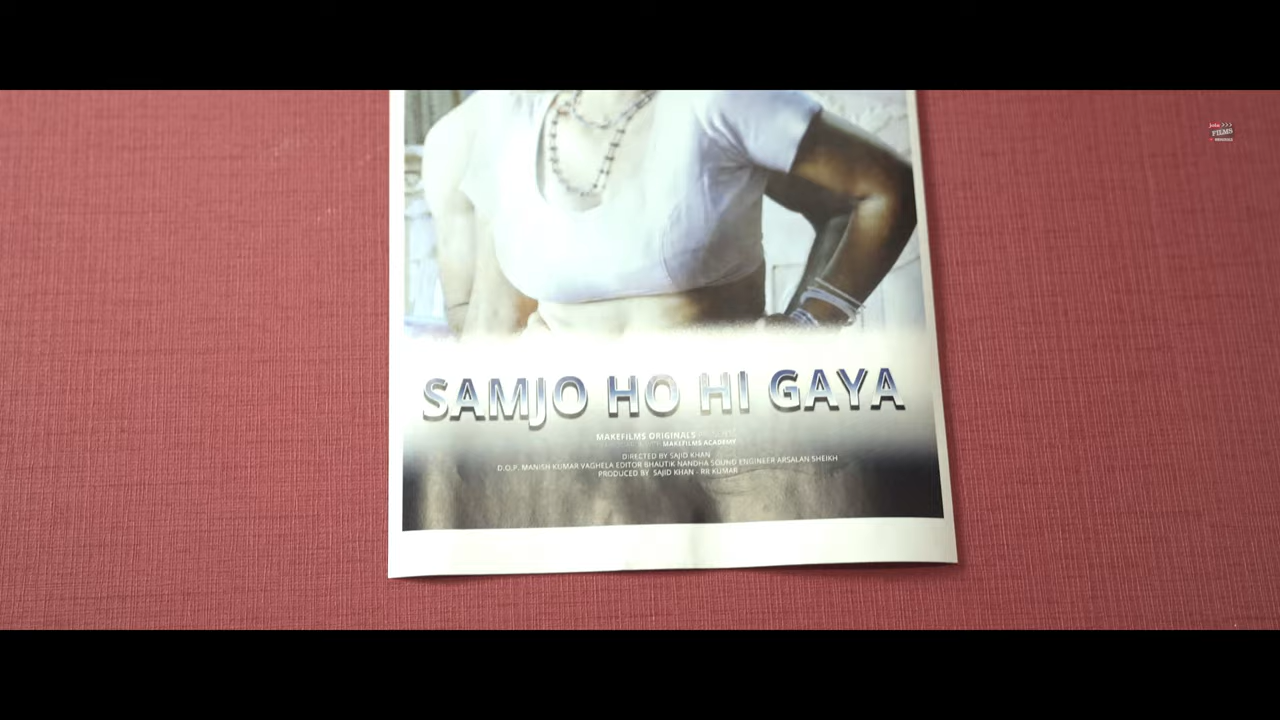 FILMS
SAMJO HO HI GAYA
MAKEFILMS ORIGINALS
MAKEFILMS ACADEMY
DIRECTED BY SAJID KHAN
D.O.P. MANISH KUMAR VAGHELA EDITOR BHAUTIK NANDHA SOUND ENGINEER ARSALAN SHEIKH
PRODUCED BY SAJID KHAN - RR KUMAR